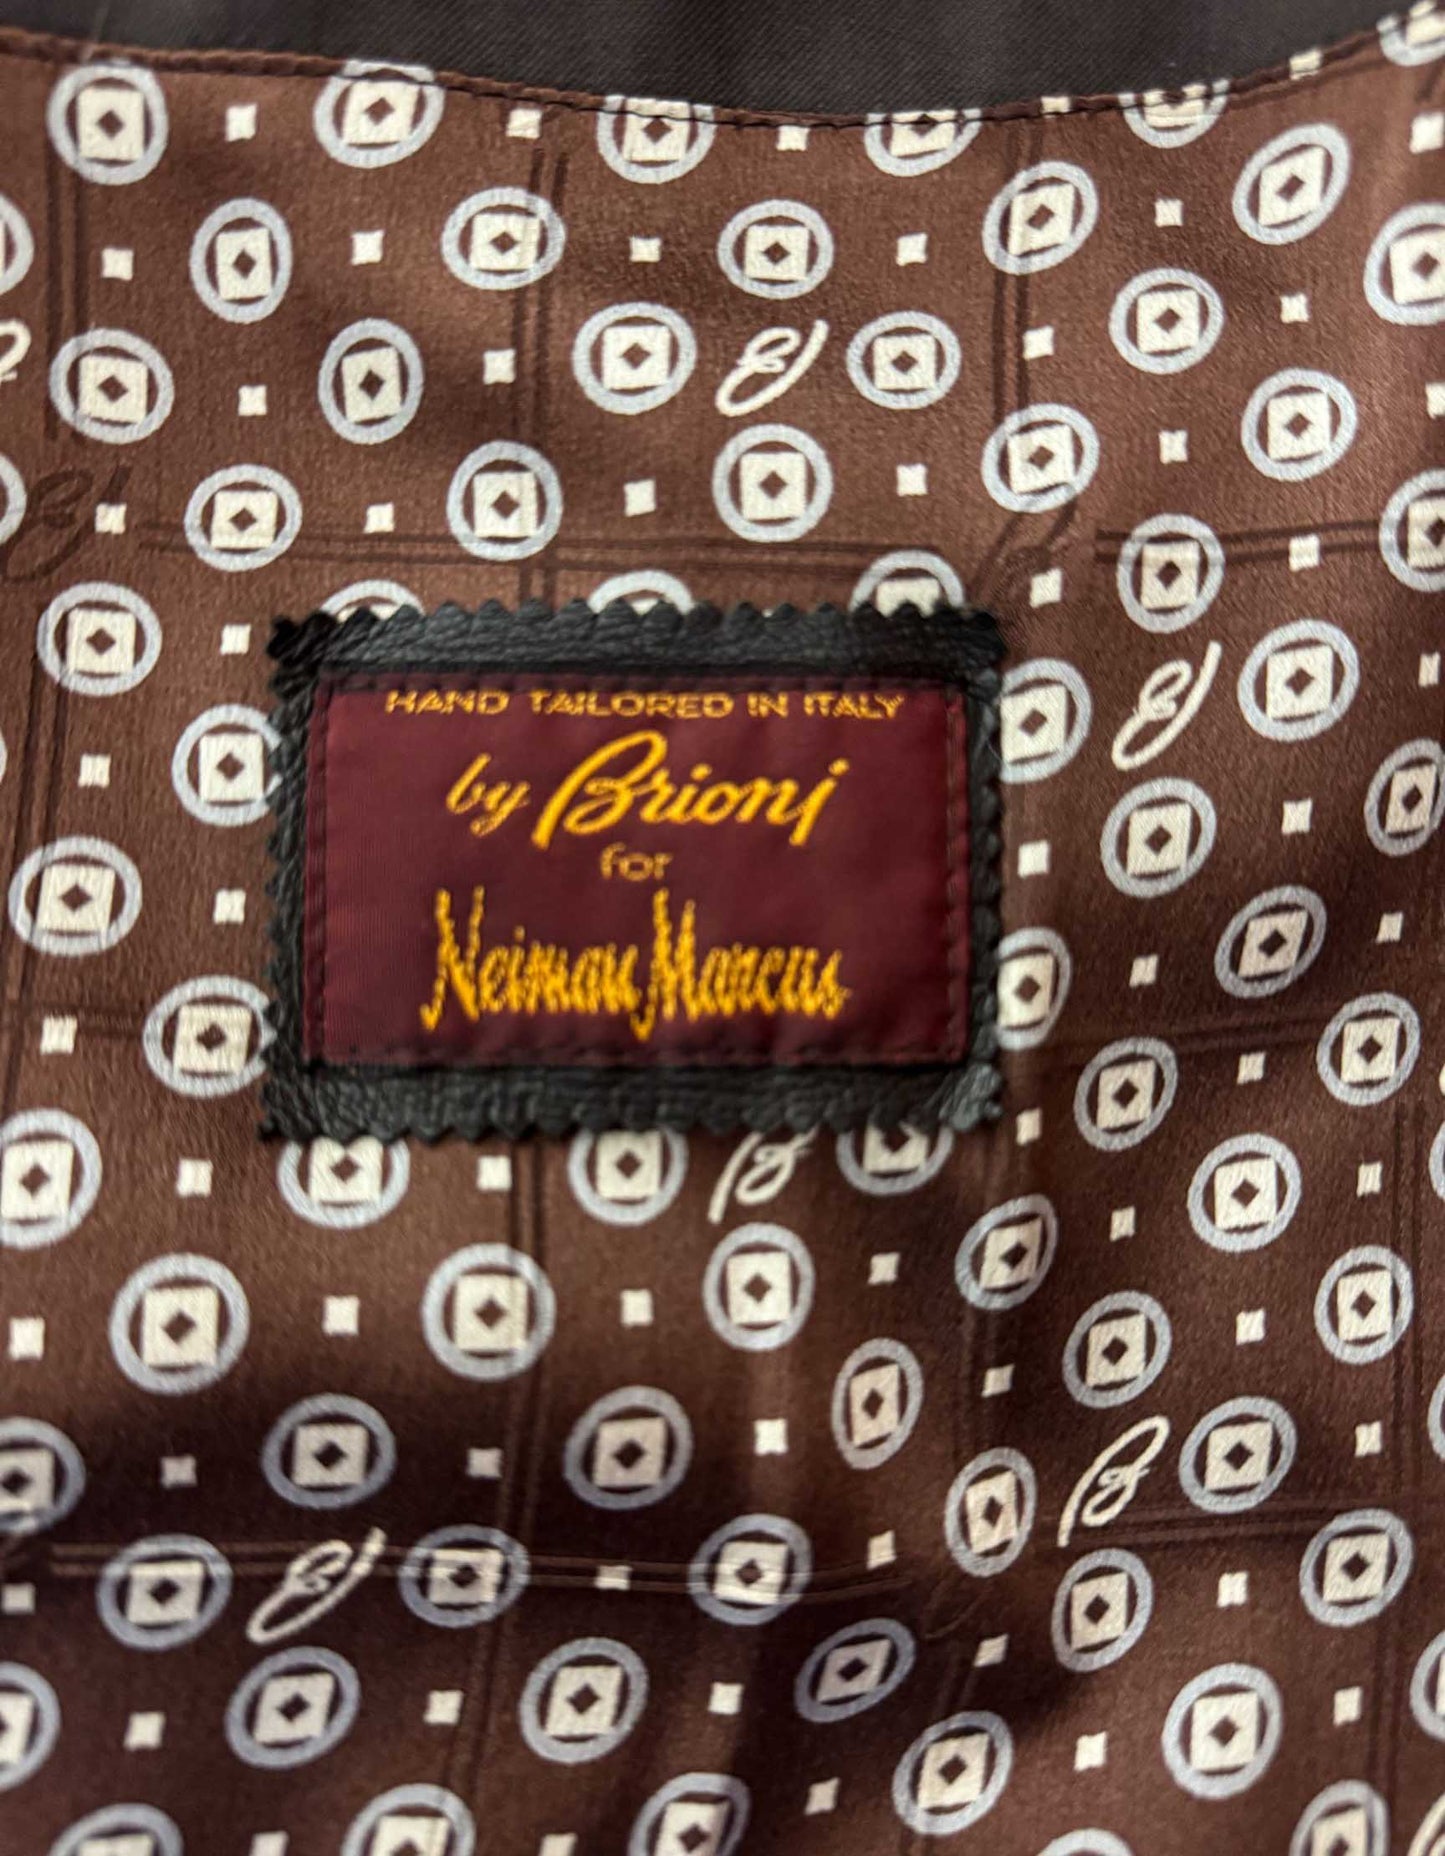 HAND TAILORED IN ITALY
by Brioni
for
Neiman Marcus